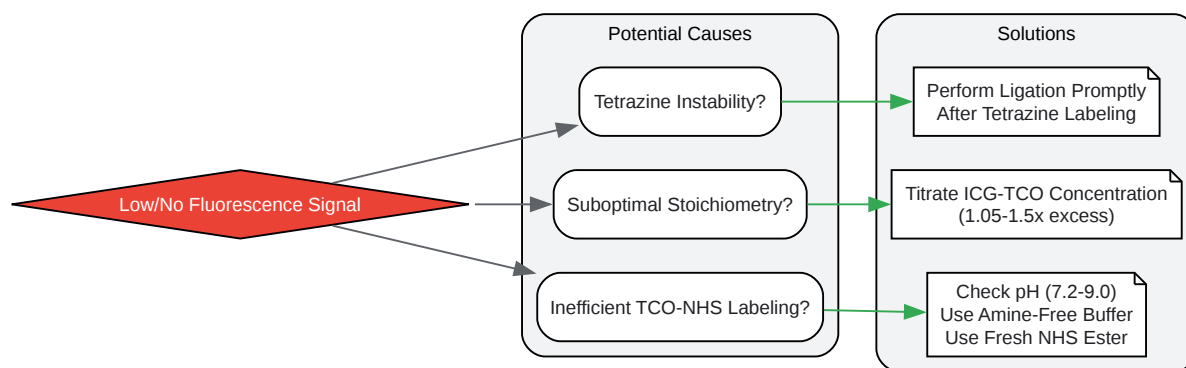 Potential Causes
Solutions
Low/No Fluorescence Signal
Tetrazine Instability?
Perform Ligation Promptly
After Tetrazine Labeling
Suboptimal Stoichiometry?
Titrate ICG-TCO Concentration
(1.05-1.5x excess)
Inefficient TCO-NHS Labeling?
Check pH (7.2-9.0)
Use Amine-Free Buffer
Use Fresh NHS Ester